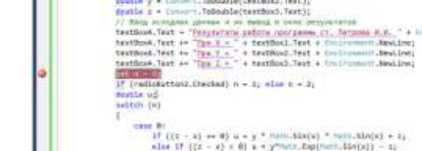 double y = Convert.ToDouble(textBox2.Text);
double z = Convert.ToDouble(textBox3.Text);
// Ввод исходных данных и их вывод в окно результатов
textBox4.Text = "Результаты работы программы ст. Петрова И.И. " +
textBox4.Text += "При X = " + textBox1.Text + Environment.NewLine;
textBox4.Text += "При Y = " + textBox2.Text + Environment.NewLine;
textBox4.Text += "При Z = " + textBox3.Text + Environment.NewLine;
int n = 0;
if (radioButton2.Checked) n = 1; else n = 2;
double u;
switch (n)
{
case 0:
if ((z - x) == 0) u = y * Math.Sin(x) * Math.Sin(x) + z;
else if ((z - x) < 0) u = y*Math.Exp(Math.Sin(x)) - z;